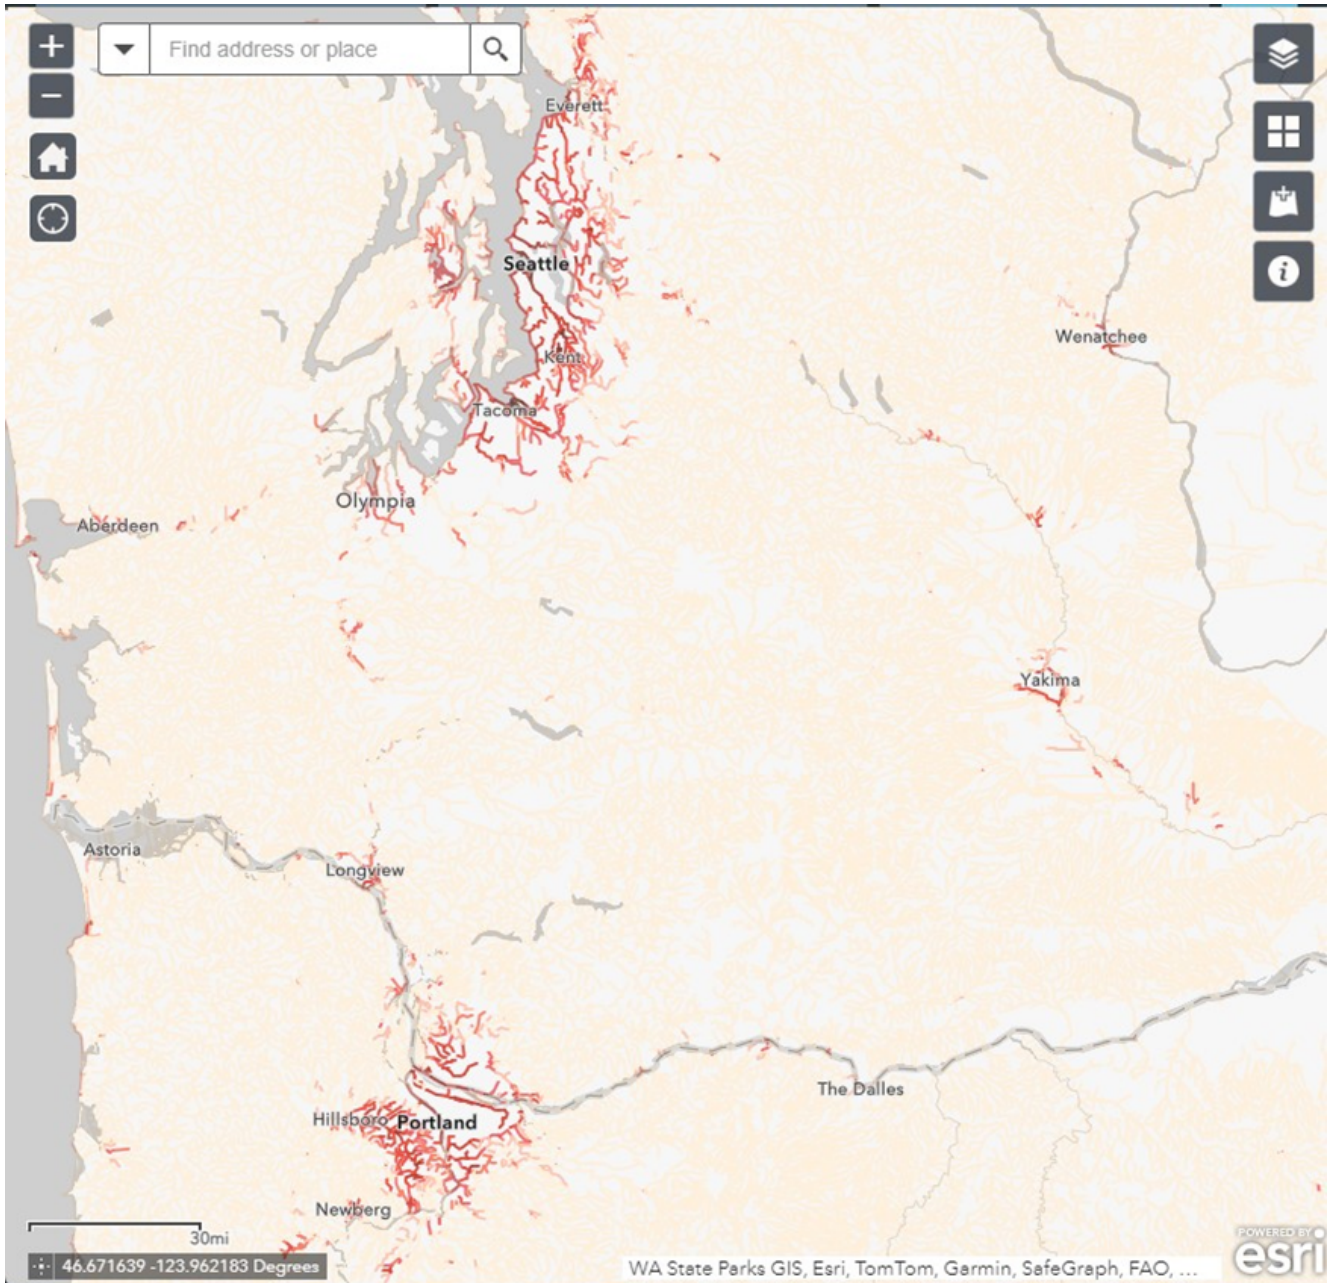 Find address or place
Everett
Seattle
Wenatchee
Kent
Tacoma
Olympia
Aberdeen
Yakima
Astoria
Longview
The Dalles
Hillsboro Portland
Newberg
30mi
46.671639 -123.962183 Degrees
WA State Parks GIS, Esri, TomTom, Garmin, SafeGraph, FAO, ...
POWERED BY
esri